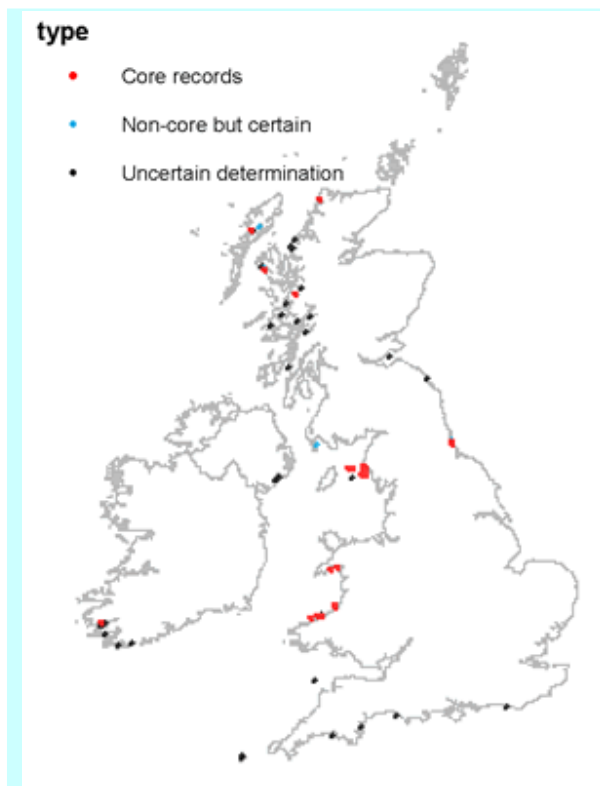 type
Core records
Non-core but certain
Uncertain determination